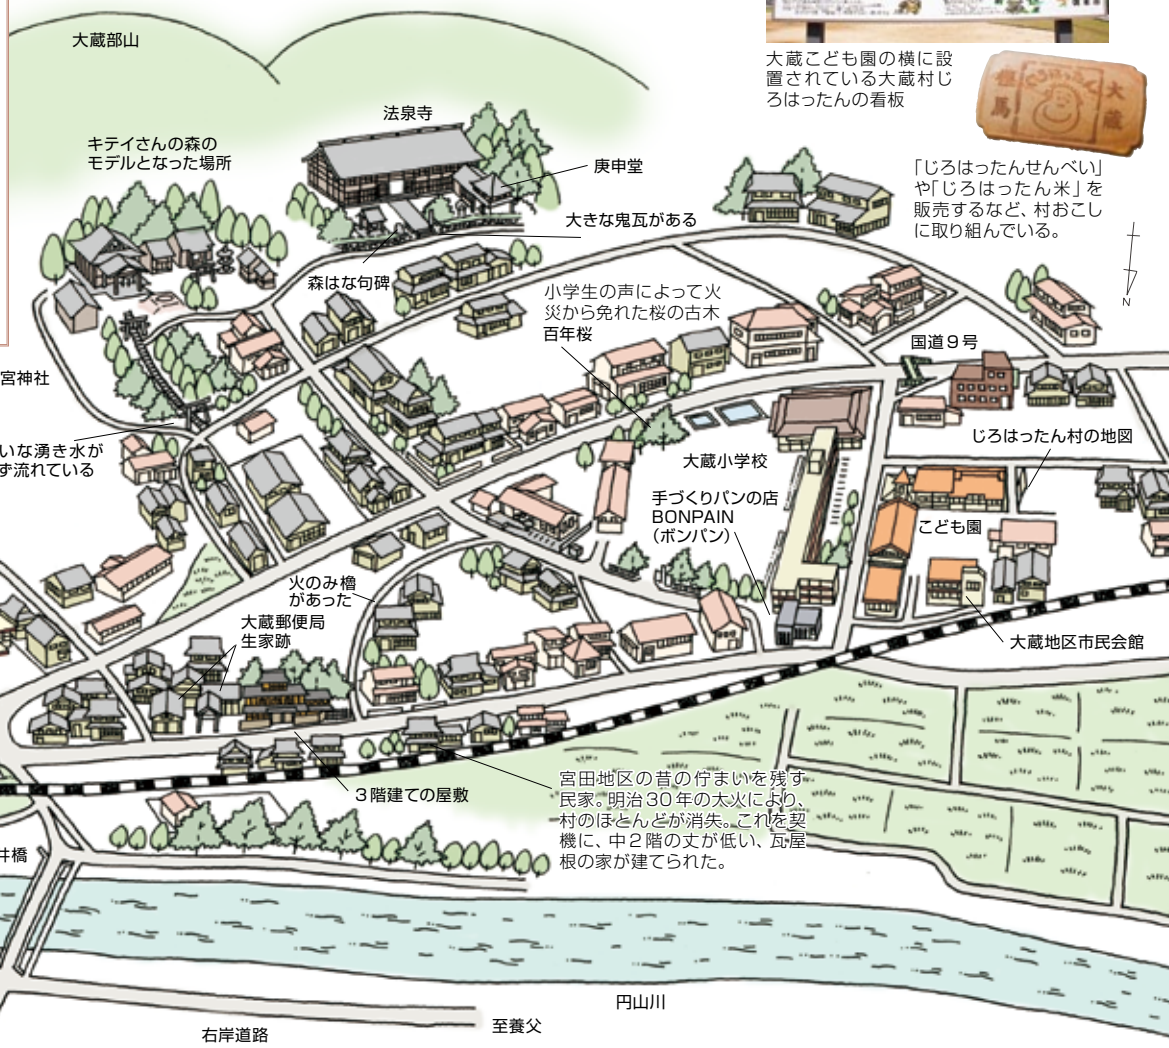 大蔵部山
大蔵こども園の横に設
置されている大蔵村じ
ろはったんの看板
大蔵
じろはったん
但馬
「じろはったんせんべい」
や「じろはったん米」を
販売するなど、村おこし
に取り組んでいる。
法泉寺
キテイさんの森の
モデルとなった場所
庚申堂
大きな鬼瓦がある
森はな句碑
小学生の声によって火
災から免れた桜の古木
百年桜
N
国道9号
宮神社
いな湧き水が
ず流れている
じろはったん村の地図
大蔵小学校
手づくりパンの店
BONPAIN
（ボンパン）
こども園
火のみ櫓
があった
大蔵郵便局
生家跡
大蔵地区市民会館
3階建ての屋敷
宮田地区の昔の佇まいを残す
民家。明治30年の大火により、
村のほとんどが消失。これを契
機に、中2階の丈が低い、瓦屋
根の家が建てられた。
井橋
円山川
至養父
右岸道路